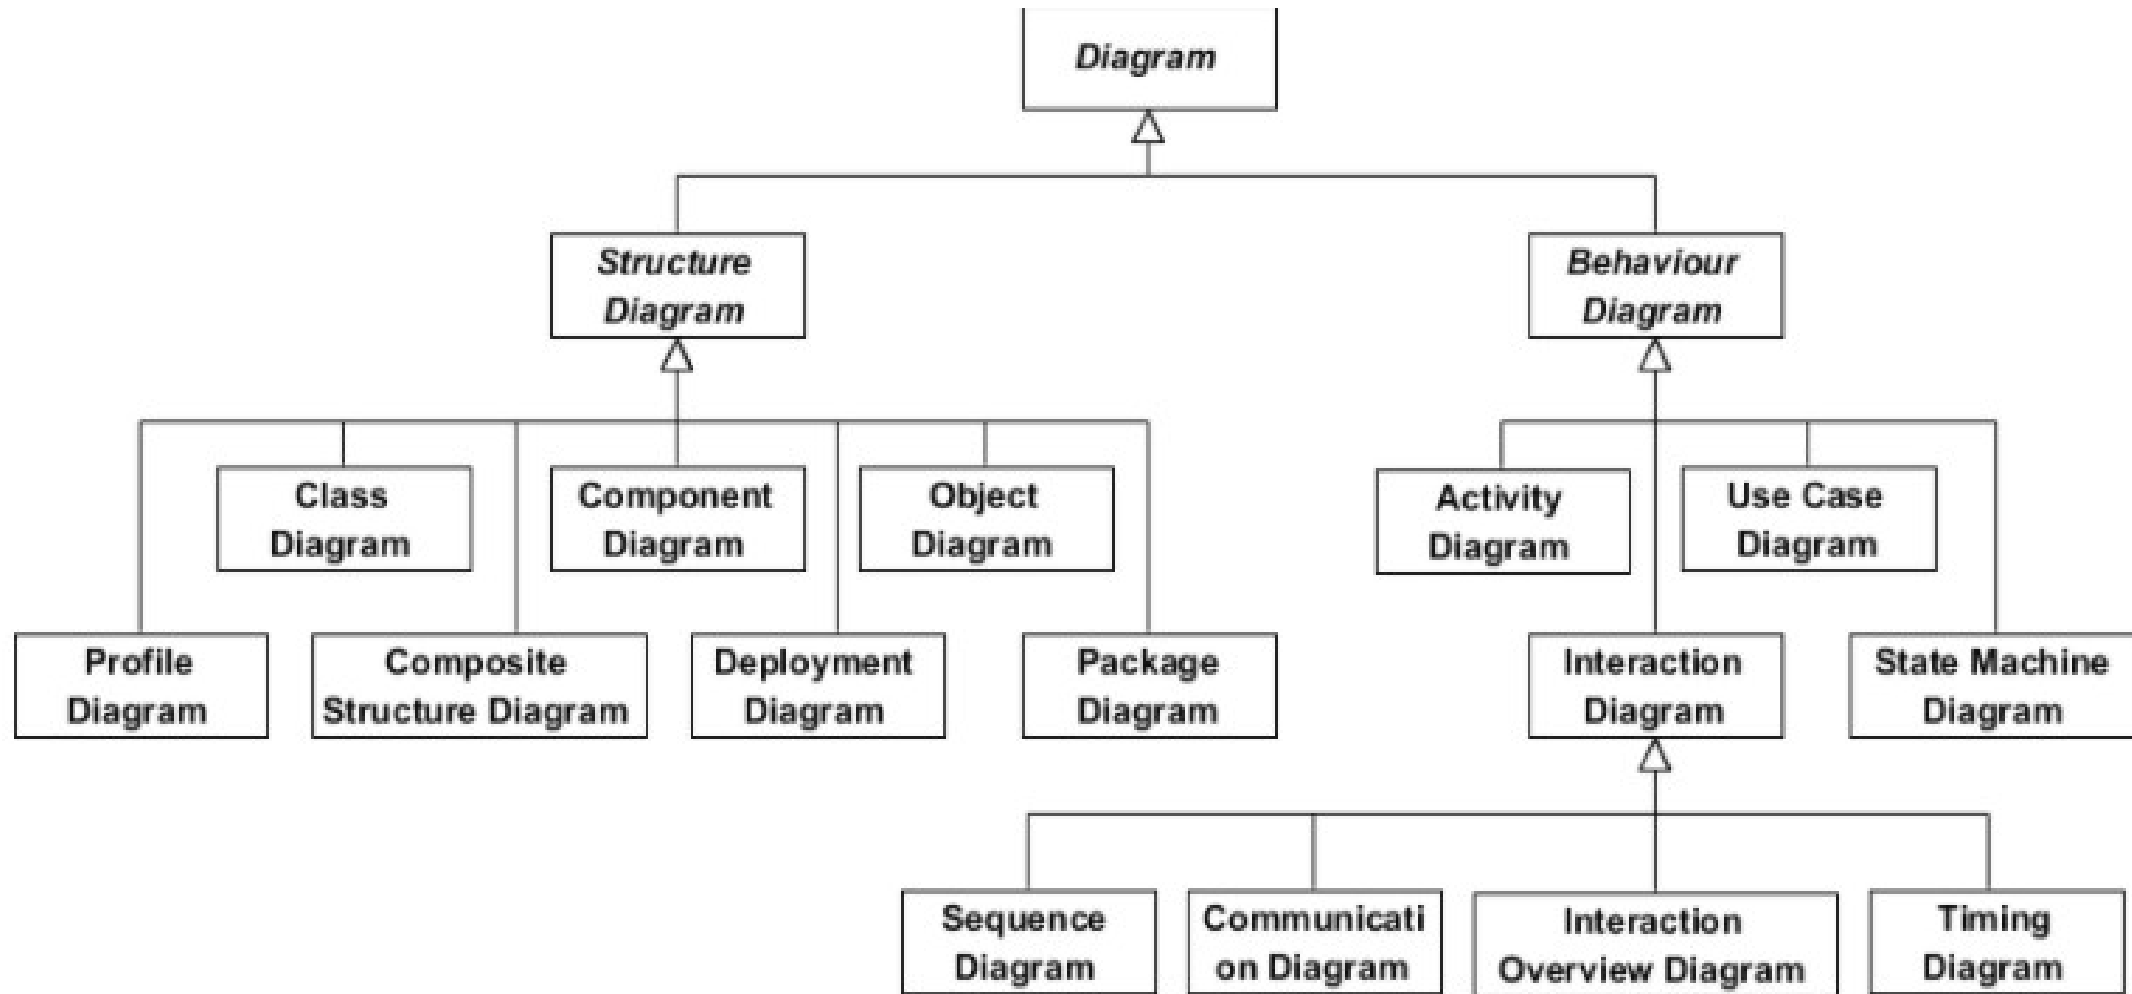 Diagram
Structure
Diagram
Behaviour
Diagram
Class
Diagram
Component
Diagram
Object
Diagram
Activity
Diagram
Use Case
Diagram
Profile
Diagram
Composite
Structure Diagram
Deployment
Diagram
Package
Diagram
Interaction
Diagram
State Machine
Diagram
Sequence
Diagram
Communicati
on Diagram
Interaction
Overview Diagram
Timing
Diagram